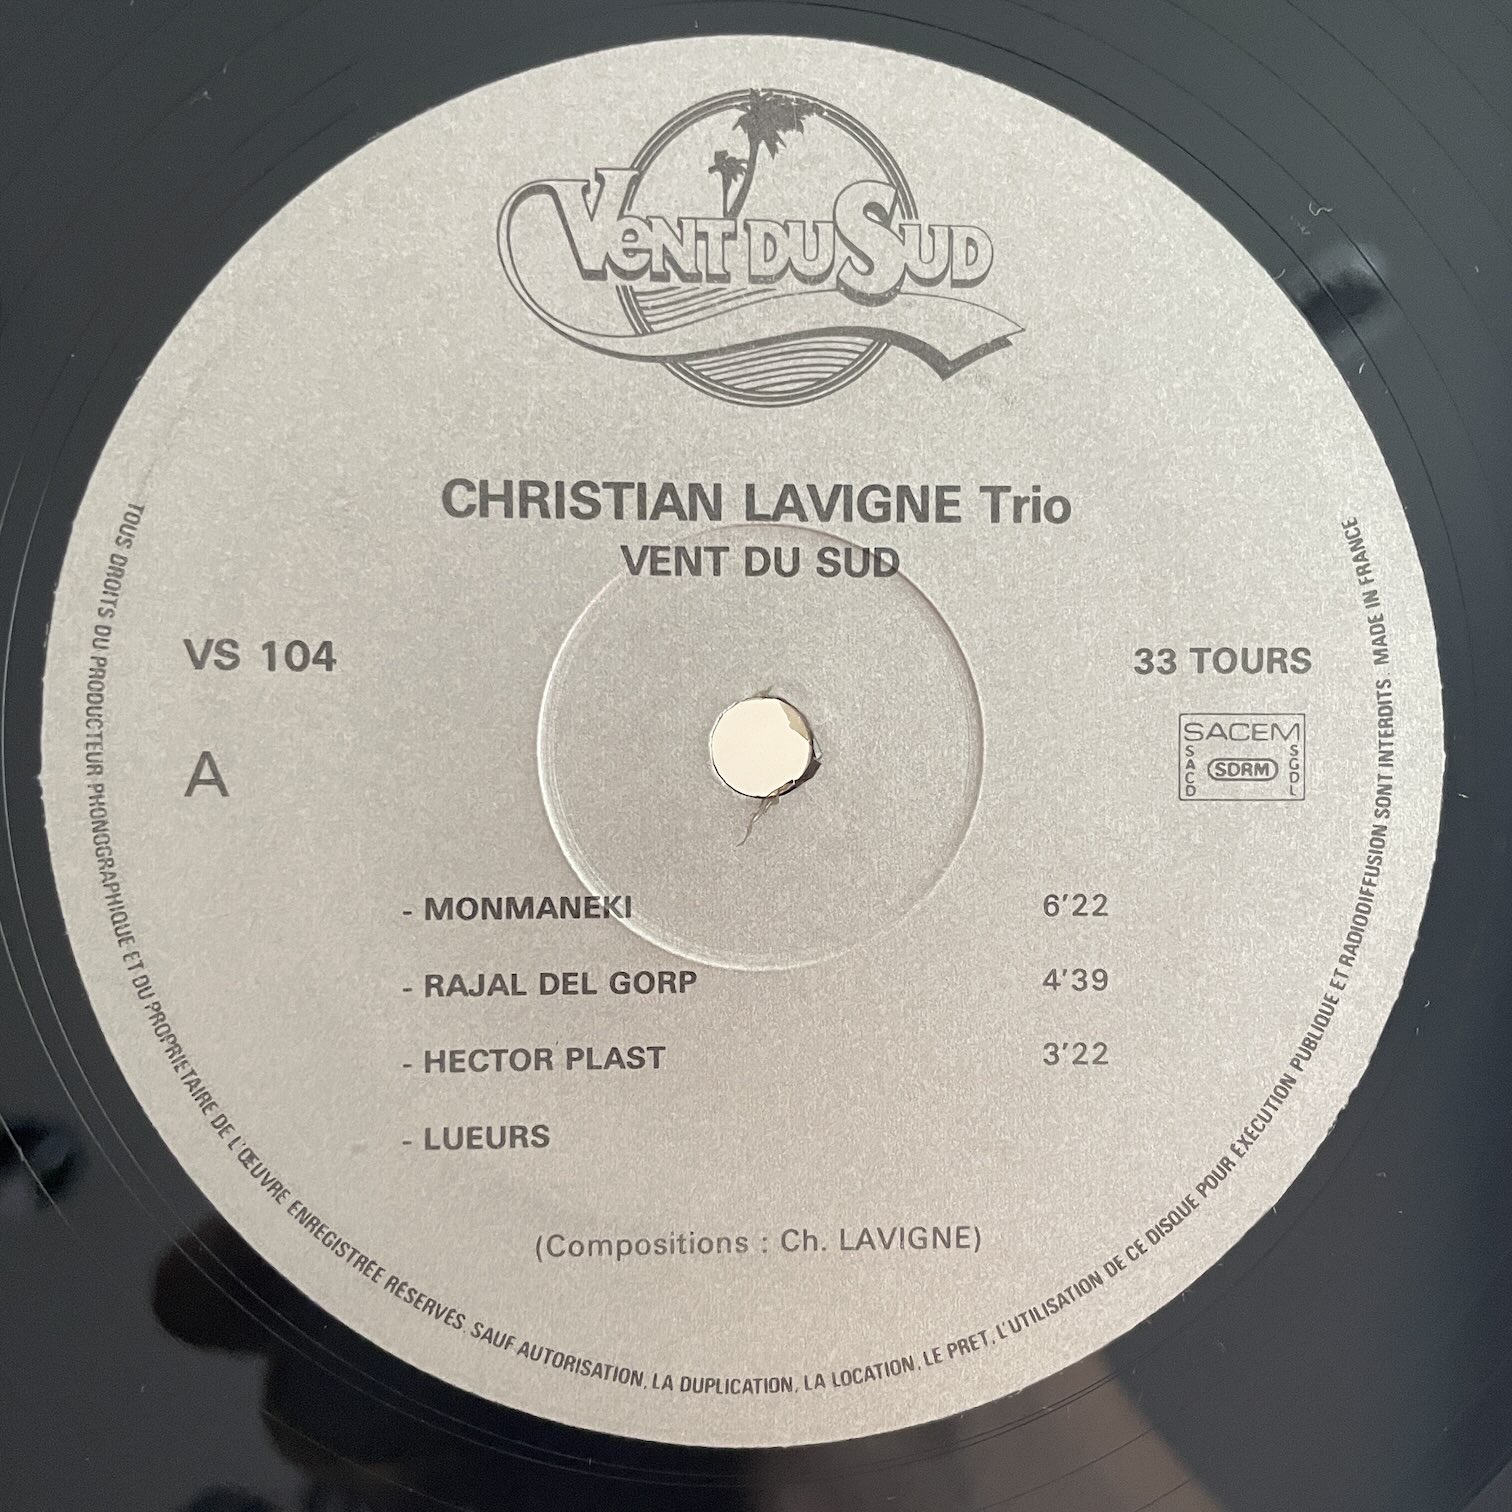 VENT DU SUD
CHRISTIAN LAVIGNE Trio
VENT DU SUD
VS 104
33 TOURS
A
SACEM
SACD
SDRM
SGDL
- MONMANEKI 6'22
- RAJAL DEL GORP 4'39
- HECTOR PLAST 3'22
- LUEURS
(Compositions : Ch. LAVIGNE)
TOUS DROITS DU PRODUCTEUR PHONOGRAPHIQUE ET DU PROPRIETAIRE DE L'ŒUVRE ENREGISTRÉE RÉSERVÉS. SAUF AUTORISATION, LA DUPLICATION, LA LOCATION, LE PRET, L'UTILISATION DE CE DISQUE POUR EXÉCUTION PUBLIQUE ET RADIODIFFUSION SONT INTERDITS. MADE IN FRANCE